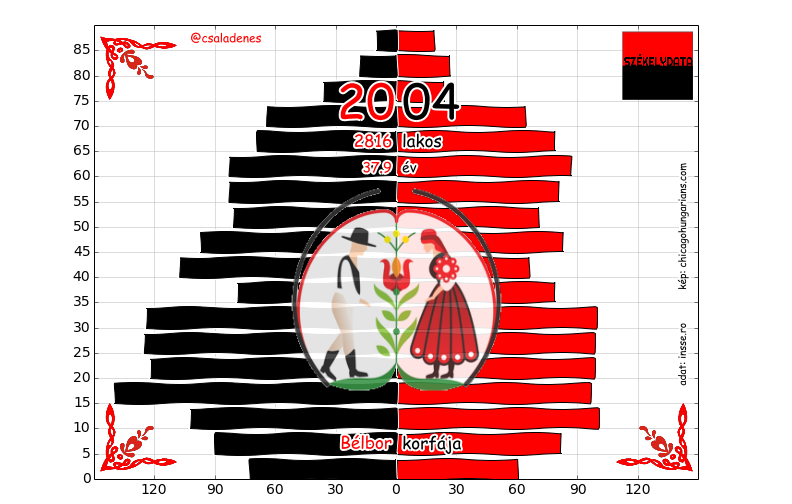 @csaladenes
SZÉKELYDATA
2004
2816 lakos
37.9 év
kép: chicagohungarians.com
adat: insse.ro
Bélbor korfája
85
80
75
70
65
60
55
50
45
40
35
30
25
20
15
10
5
0
120 90 60 30 0 30 60 90 120